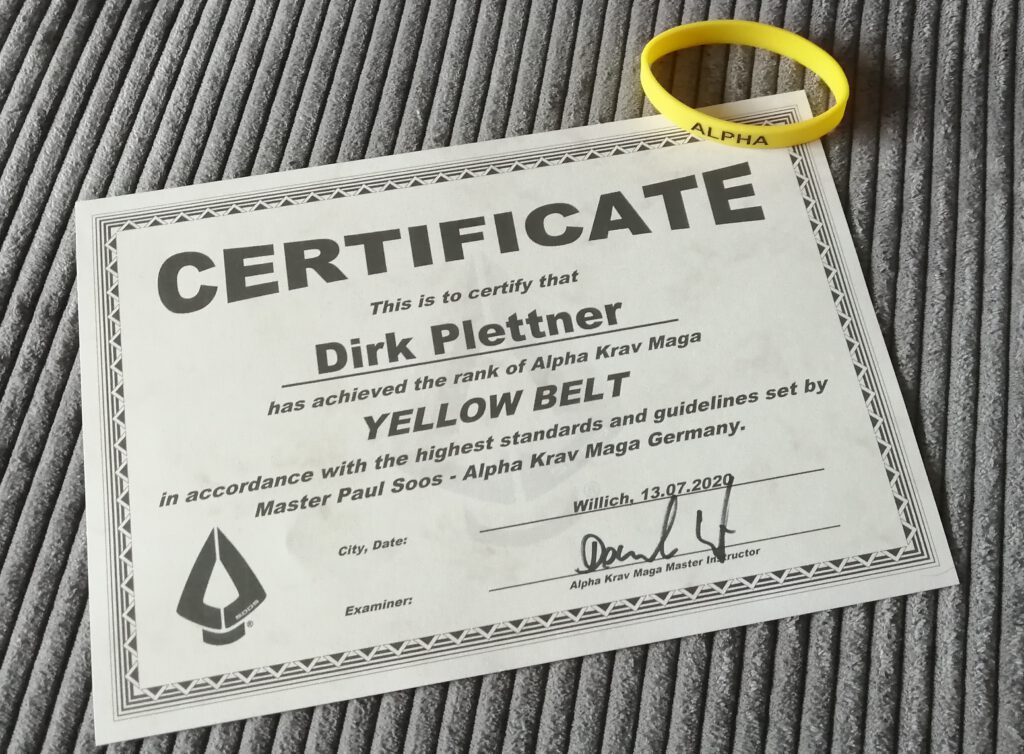 ALPHA
CERTIFICATE
This is to certify that
Dirk Plettner
has achieved the rank of Alpha Krav Maga
YELLOW BELT
in accordance with the highest standards and guidelines set by
Master Paul Soos - Alpha Krav Maga Germany.
City, Date: Willich, 13.07.2020
Examiner:
Alpha Krav Maga Master Instructor
SOOS ®